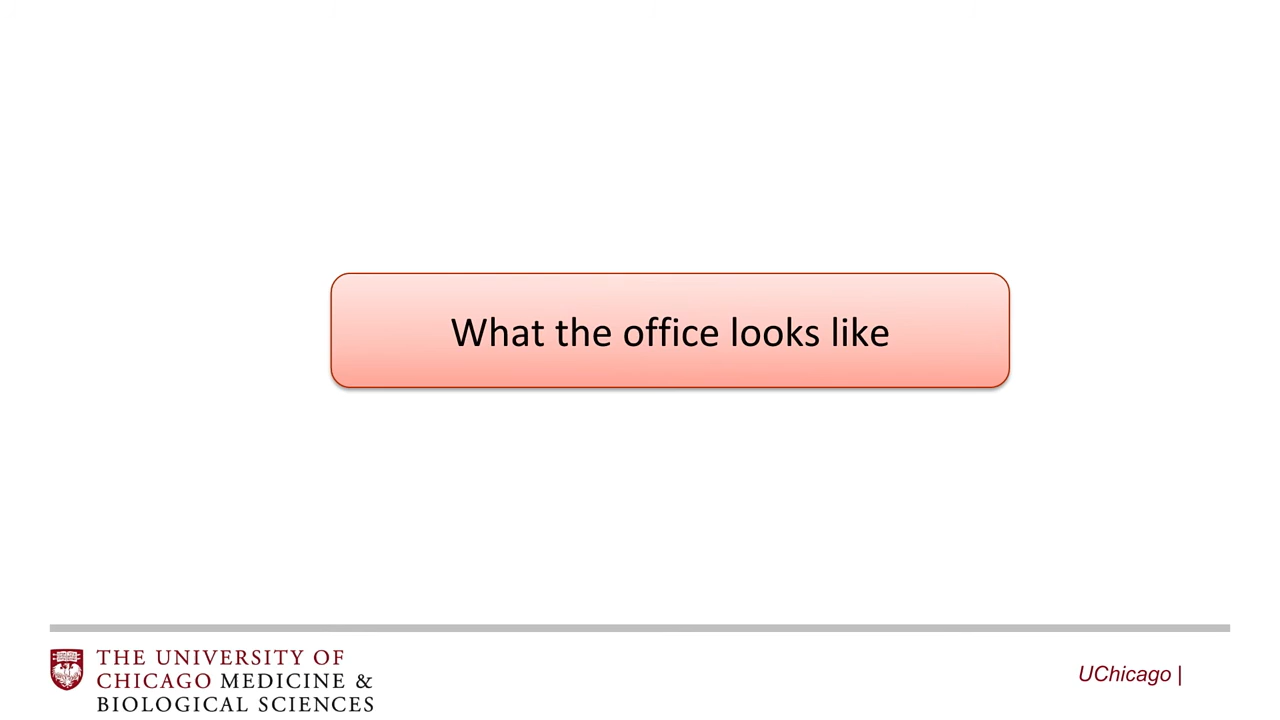 What the office looks like
THE UNIVERSITY OF
CHICAGO MEDICINE &
BIOLOGICAL SCIENCES
UChicago |